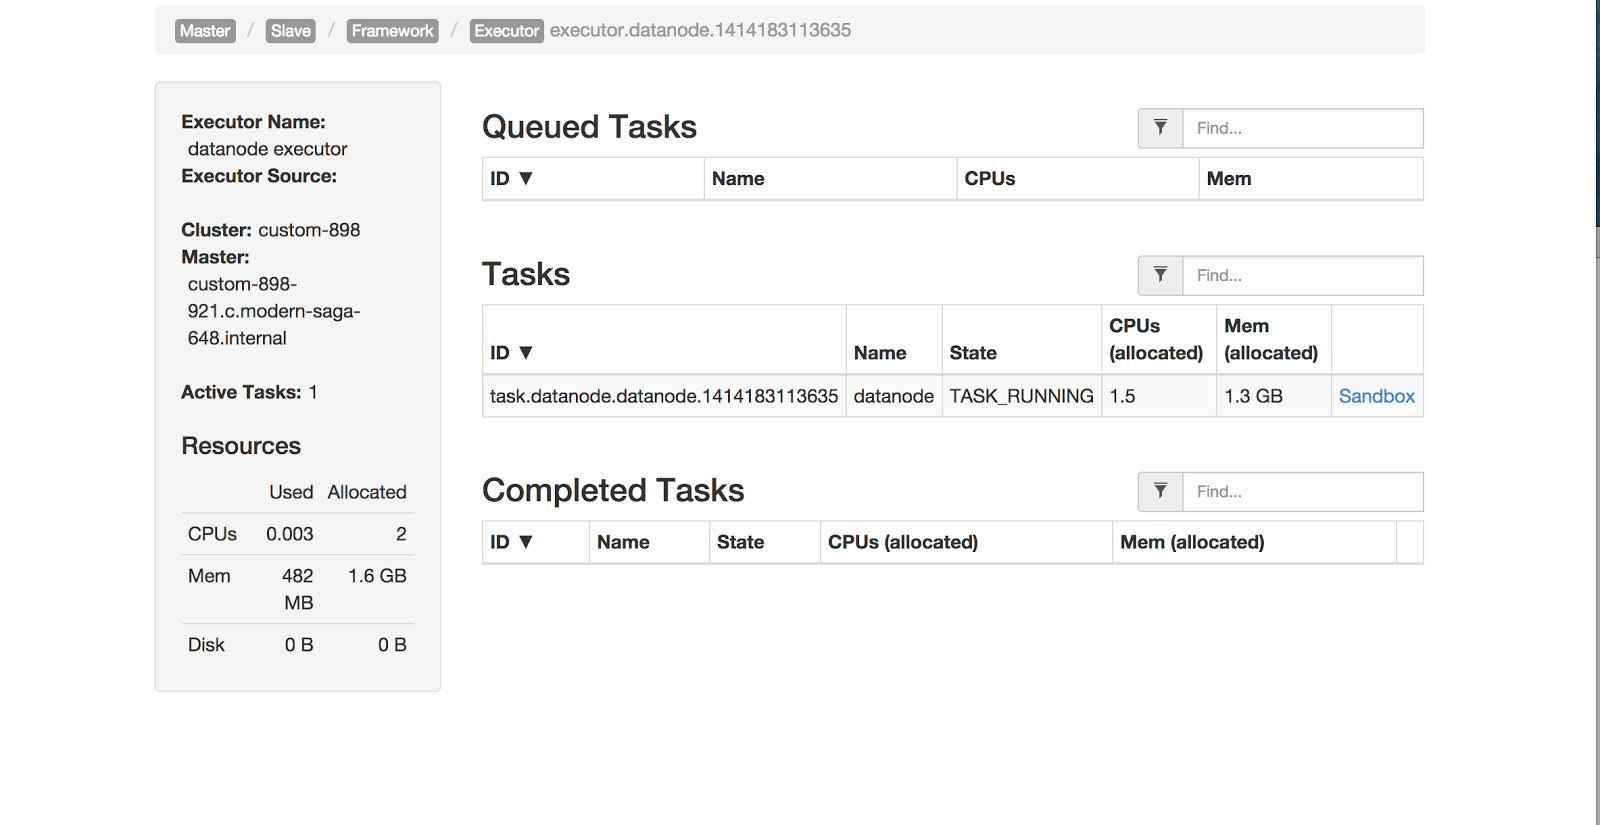 Master / Slave / Framework / Executor executor.datanode.1414183113635
Executor Name:
datanode executor
Executor Source:
Cluster: custom-898
Master:
custom-898-
921.c.modern-saga-
648.internal
Active Tasks: 1
Resources
Used Allocated
CPUs 0.003 2
Mem 482 1.6 GB
MB
Disk 0 B 0 B
Queued Tasks
Find...
ID ▼ Name CPUs Mem
Tasks
Find...
CPUs Mem
ID ▼ Name State (allocated) (allocated)
task.datanode.datanode.1414183113635 datanode TASK_RUNNING 1.5 1.3 GB Sandbox
Completed Tasks
Find...
ID ▼ Name State CPUs (allocated) Mem (allocated)